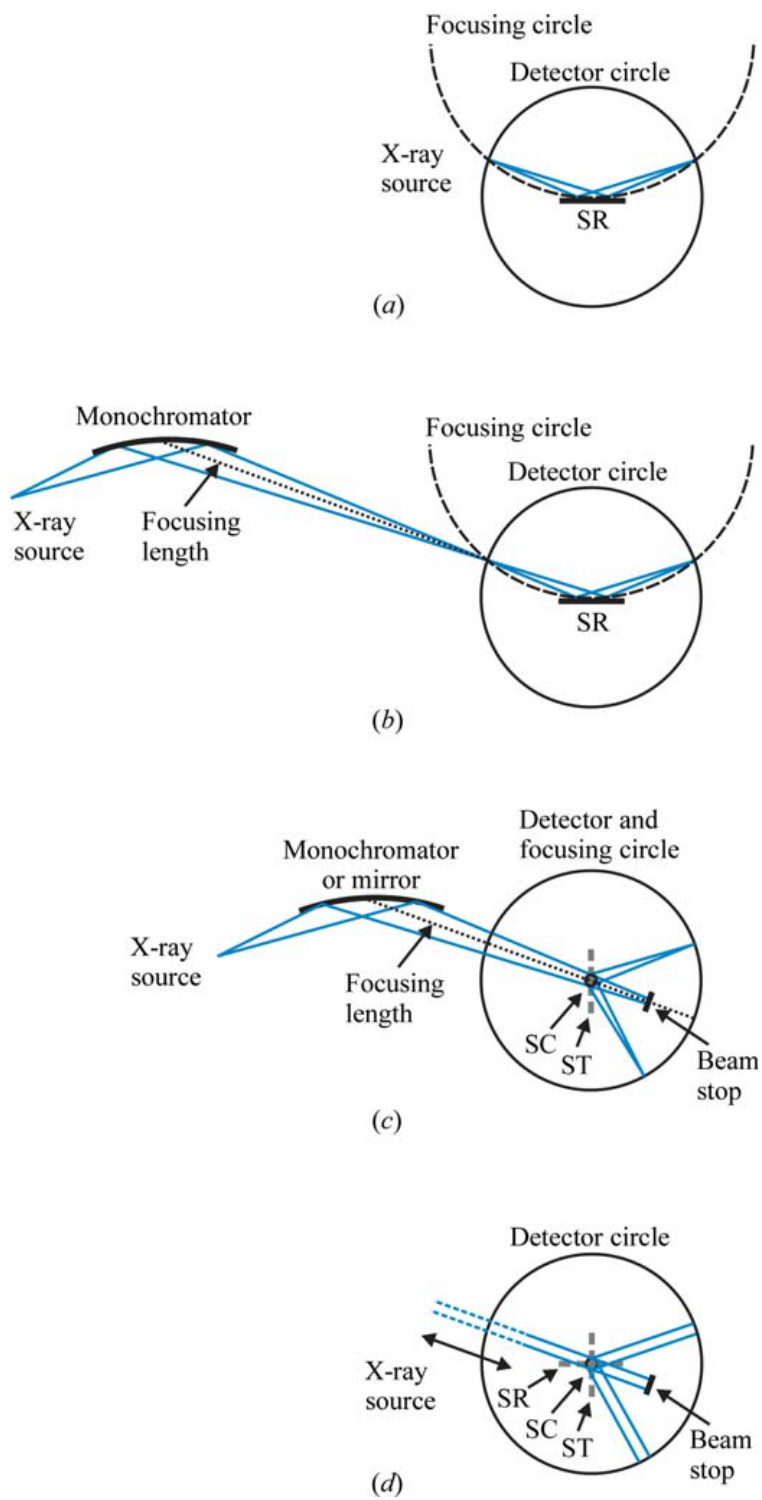 Focusing circle
Detector circle
X-ray
source
SR
(a)
Monochromator
Focusing circle
Detector circle
X-ray
source
Focusing
length
SR
(b)
Detector and
focusing circle
Monochromator
or mirror
X-ray
source
Focusing
length
SC
ST
Beam
stop
(c)
Detector circle
X-ray
source
SR
SC
ST
Beam
stop
(d)